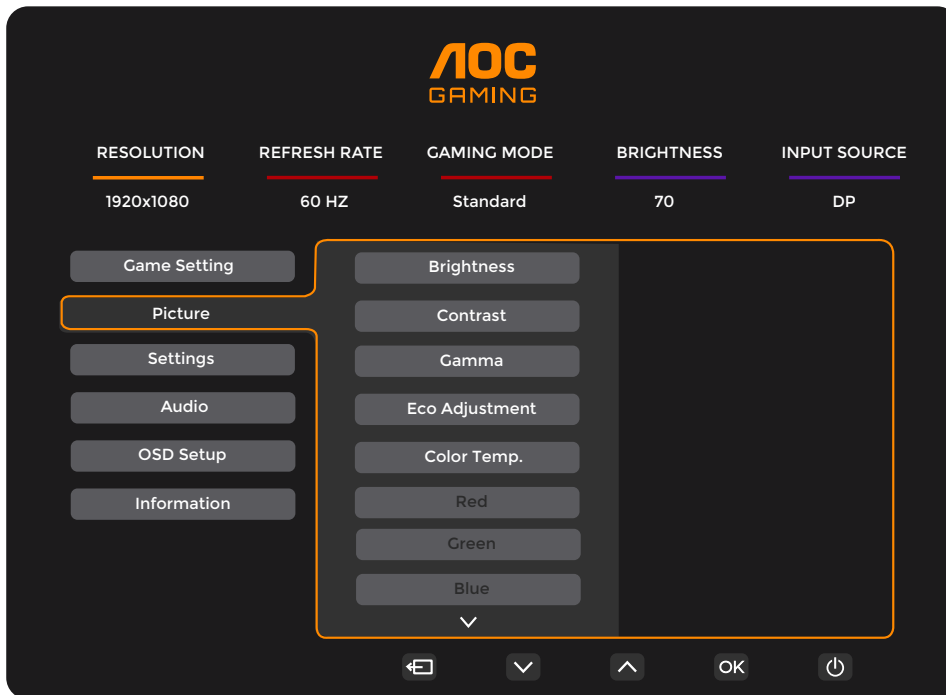 AOC
GAMING
RESOLUTION REFRESH RATE GAMING MODE BRIGHTNESS INPUT SOURCE
1920x1080 60 HZ Standard 70 DP
Game Setting
Picture
Settings
Audio
OSD Setup
Information
Brightness
Contrast
Gamma
Eco Adjustment
Color Temp.
Red
Green
Blue
OK